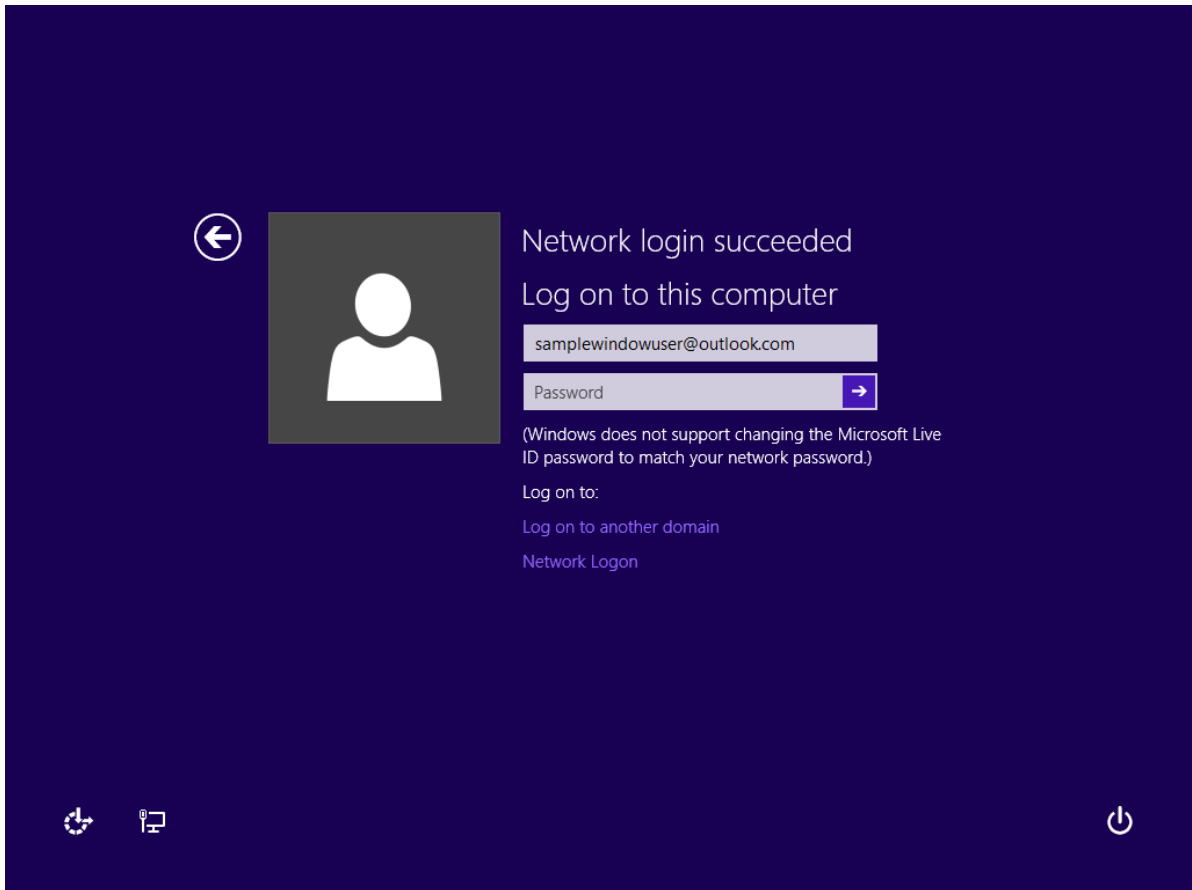 Network login succeeded
Log on to this computer
samplewindowuser@outlook.com
Password
(Windows does not support changing the Microsoft Live
ID password to match your network password.)
Log on to:
Log on to another domain
Network Logon